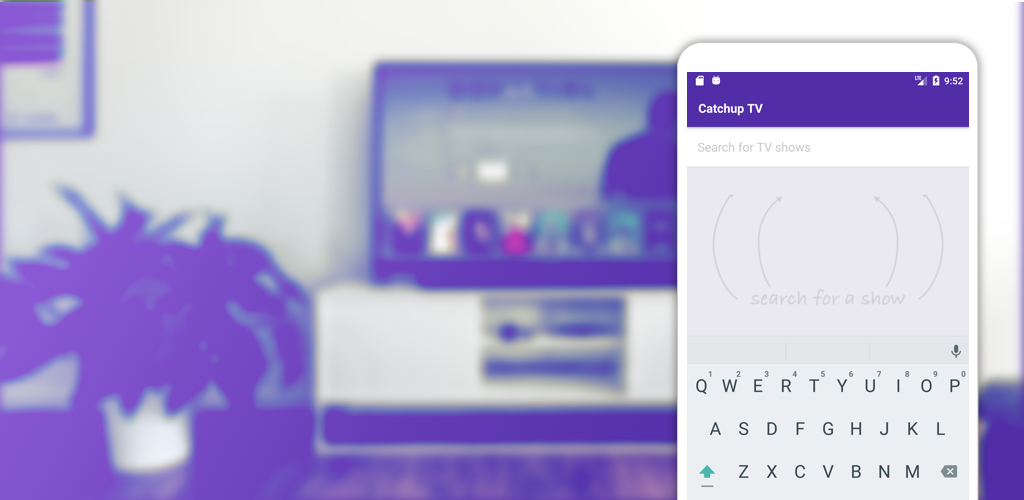 LTE 9:52
Catchup TV
Search for TV shows
search for a show
1 2 3 4 5 6 7 8 9 0
Q W E R T Y U I O P
A S D F G H J K L
Z X C V B N M